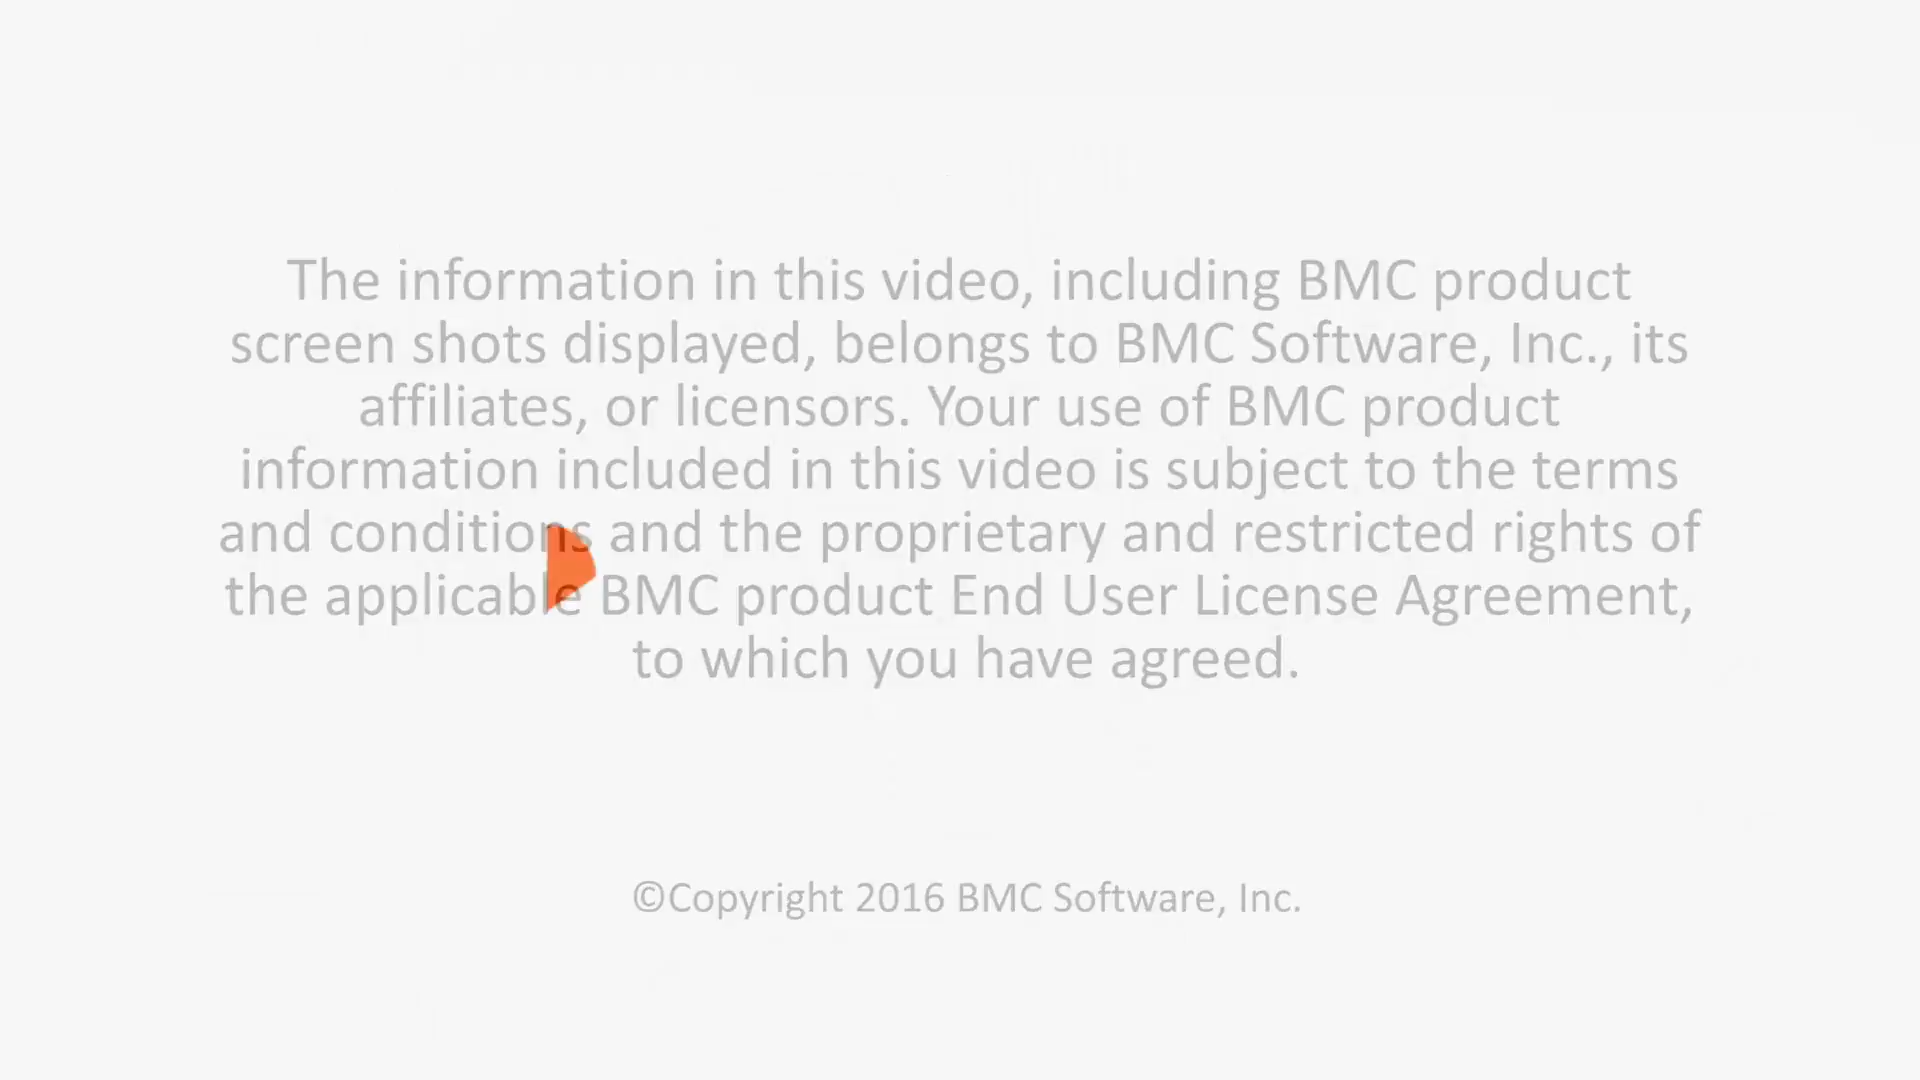 The information in this video, including BMC product
screen shots displayed, belongs to BMC Software, Inc., its
affiliates, or licensors. Your use of BMC product
information included in this video is subject to the terms
and conditions and the proprietary and restricted rights of
the applicable BMC product End User License Agreement,
to which you have agreed.
©Copyright 2016 BMC Software, Inc.